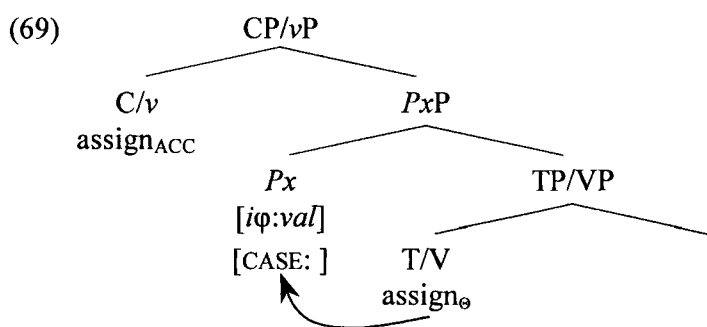 (69) CP/vP
C/v PxP
assignACC
Px TP/VP
[iφ:val]
[CASE: ] T/V
assignΘ